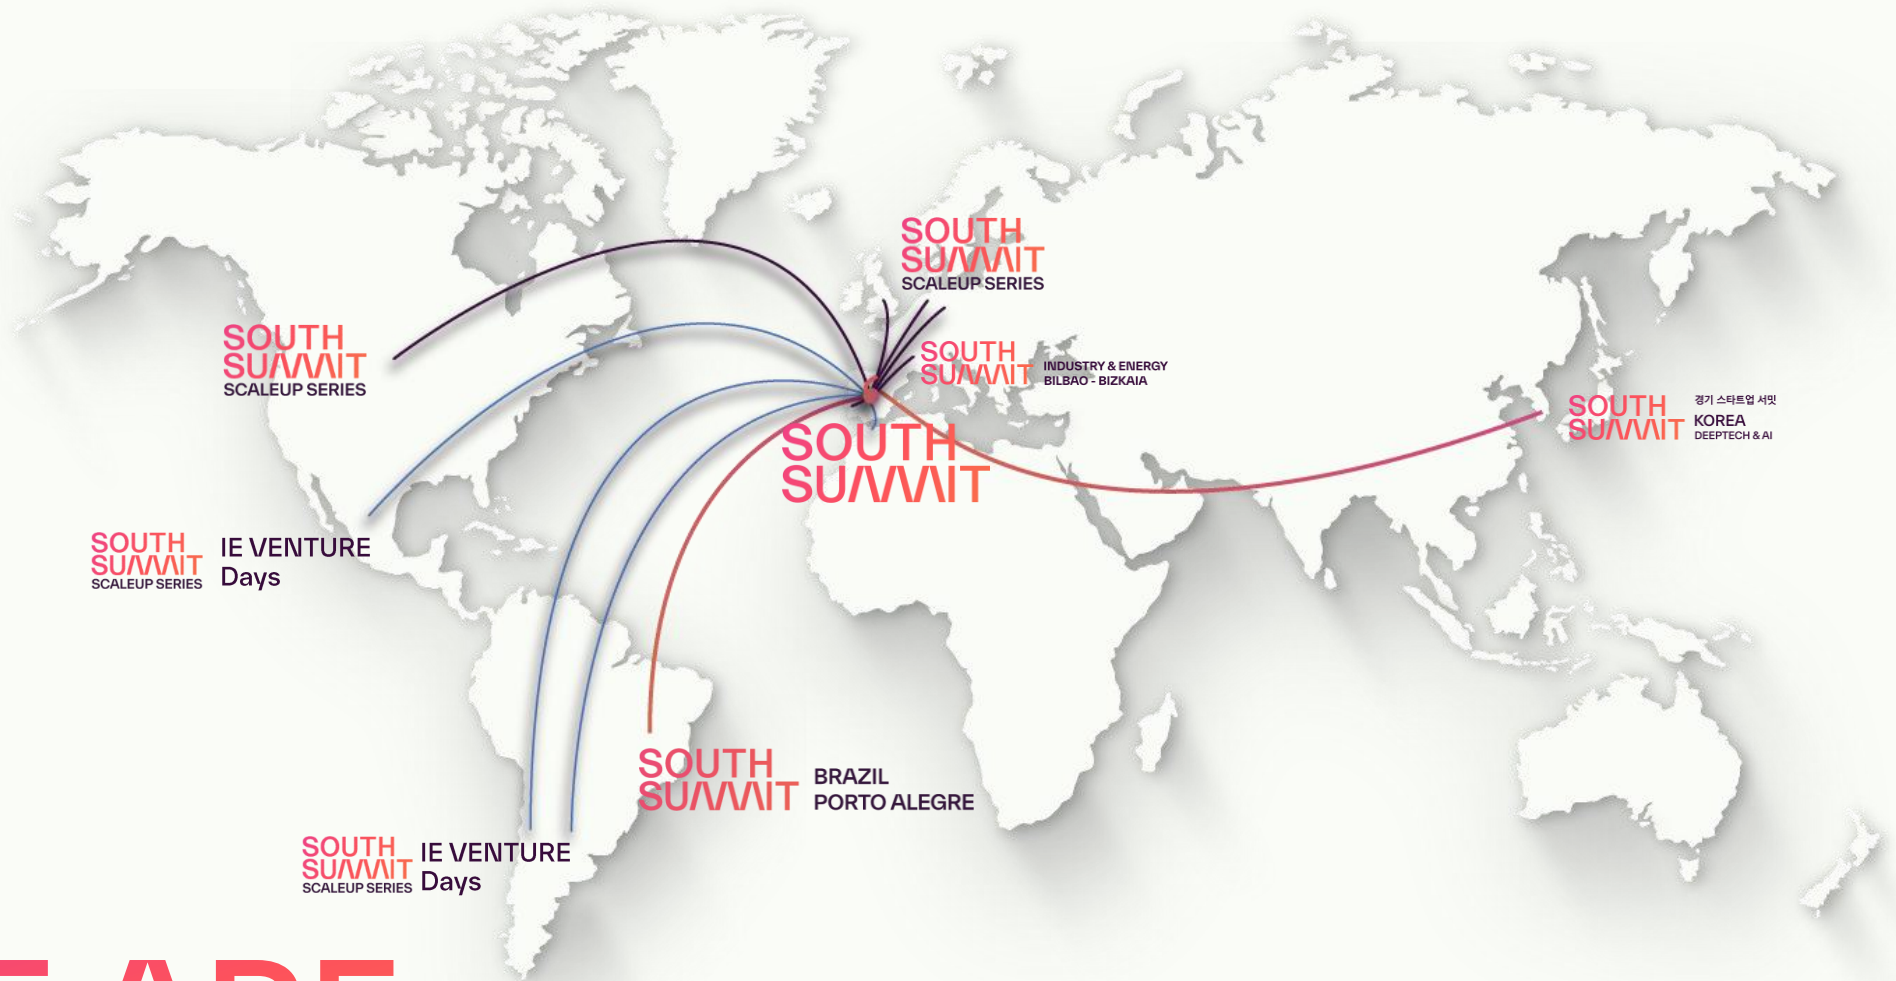 SOUTH
SUMMIT
SCALEUP SERIES
SOUTH
SUMMIT
SCALEUP SERIES
SOUTH
SUMMIT
INDUSTRY & ENERGY
BILBAO - BIZKAIA
SOUTH
SUMMIT
경기 스타트업 서밋
KOREA
DEEPTECH & AI
SOUTH
SUMMIT
SOUTH
SUMMIT
SCALEUP SERIES
IE VENTURE
Days
SOUTH
SUMMIT
BRAZIL
PORTO ALEGRE
SOUTH
SUMMIT
SCALEUP SERIES
IE VENTURE
Days